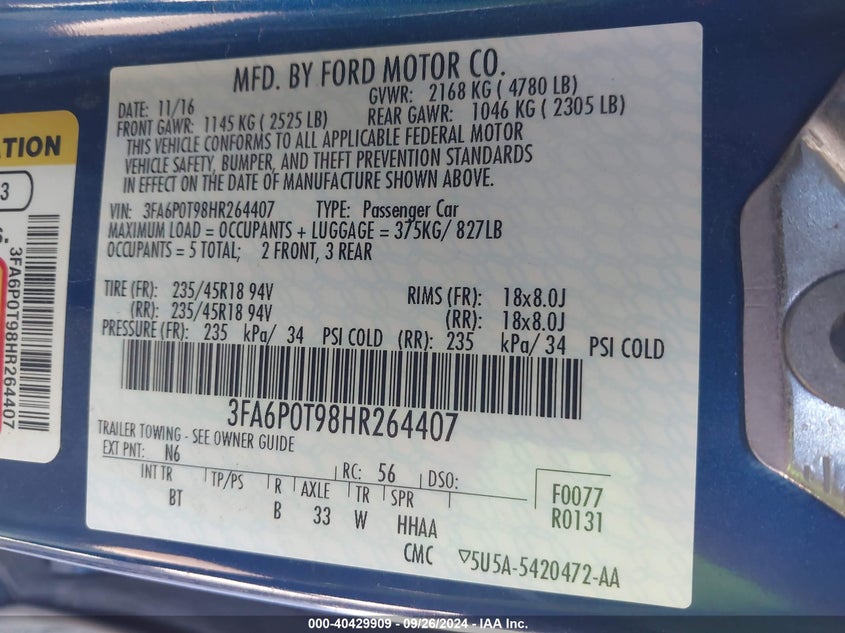 MFD. BY FORD MOTOR CO.
DATE: 11/16 GVWR: 2168 KG ( 4780 LB)
FRONT GAWR: 1145 KG ( 2525 LB) REAR GAWR: 1046 KG ( 2305 LB)
THIS VEHICLE CONFORMS TO ALL APPLICABLE FEDERAL MOTOR
VEHICLE SAFETY, BUMPER, AND THEFT PREVENTION STANDARDS
IN EFFECT ON THE DATE OF MANUFACTURE SHOWN ABOVE.
VIN: 3FA6P0T98HR264407 TYPE: Passenger Car
MAXIMUM LOAD = OCCUPANTS + LUGGAGE = 375KG/ 827LB
OCCUPANTS = 5 TOTAL; 2 FRONT, 3 REAR
TIRE (FR): 235/45R18 94V RIMS (FR): 18x8.0J
(RR): 235/45R18 94V (RR): 18x8.0J
PRESSURE (FR): 235 kPa/ 34 PSI COLD (RR): 235 kPa/ 34 PSI COLD
3FA6P0T98HR264407
TRAILER TOWING - SEE OWNER GUIDE
EXT PNT: N6 RC: 56 DSO:
INT TR TP/PS R AXLE TR SPR
BT B 33 W HHAA
CMC
F0077
R0131
▽5U5A-5420472-AA
ATION
3
3FA6P0T98HR264407
000-40429909 - 09/26/2024 - IAA Inc.